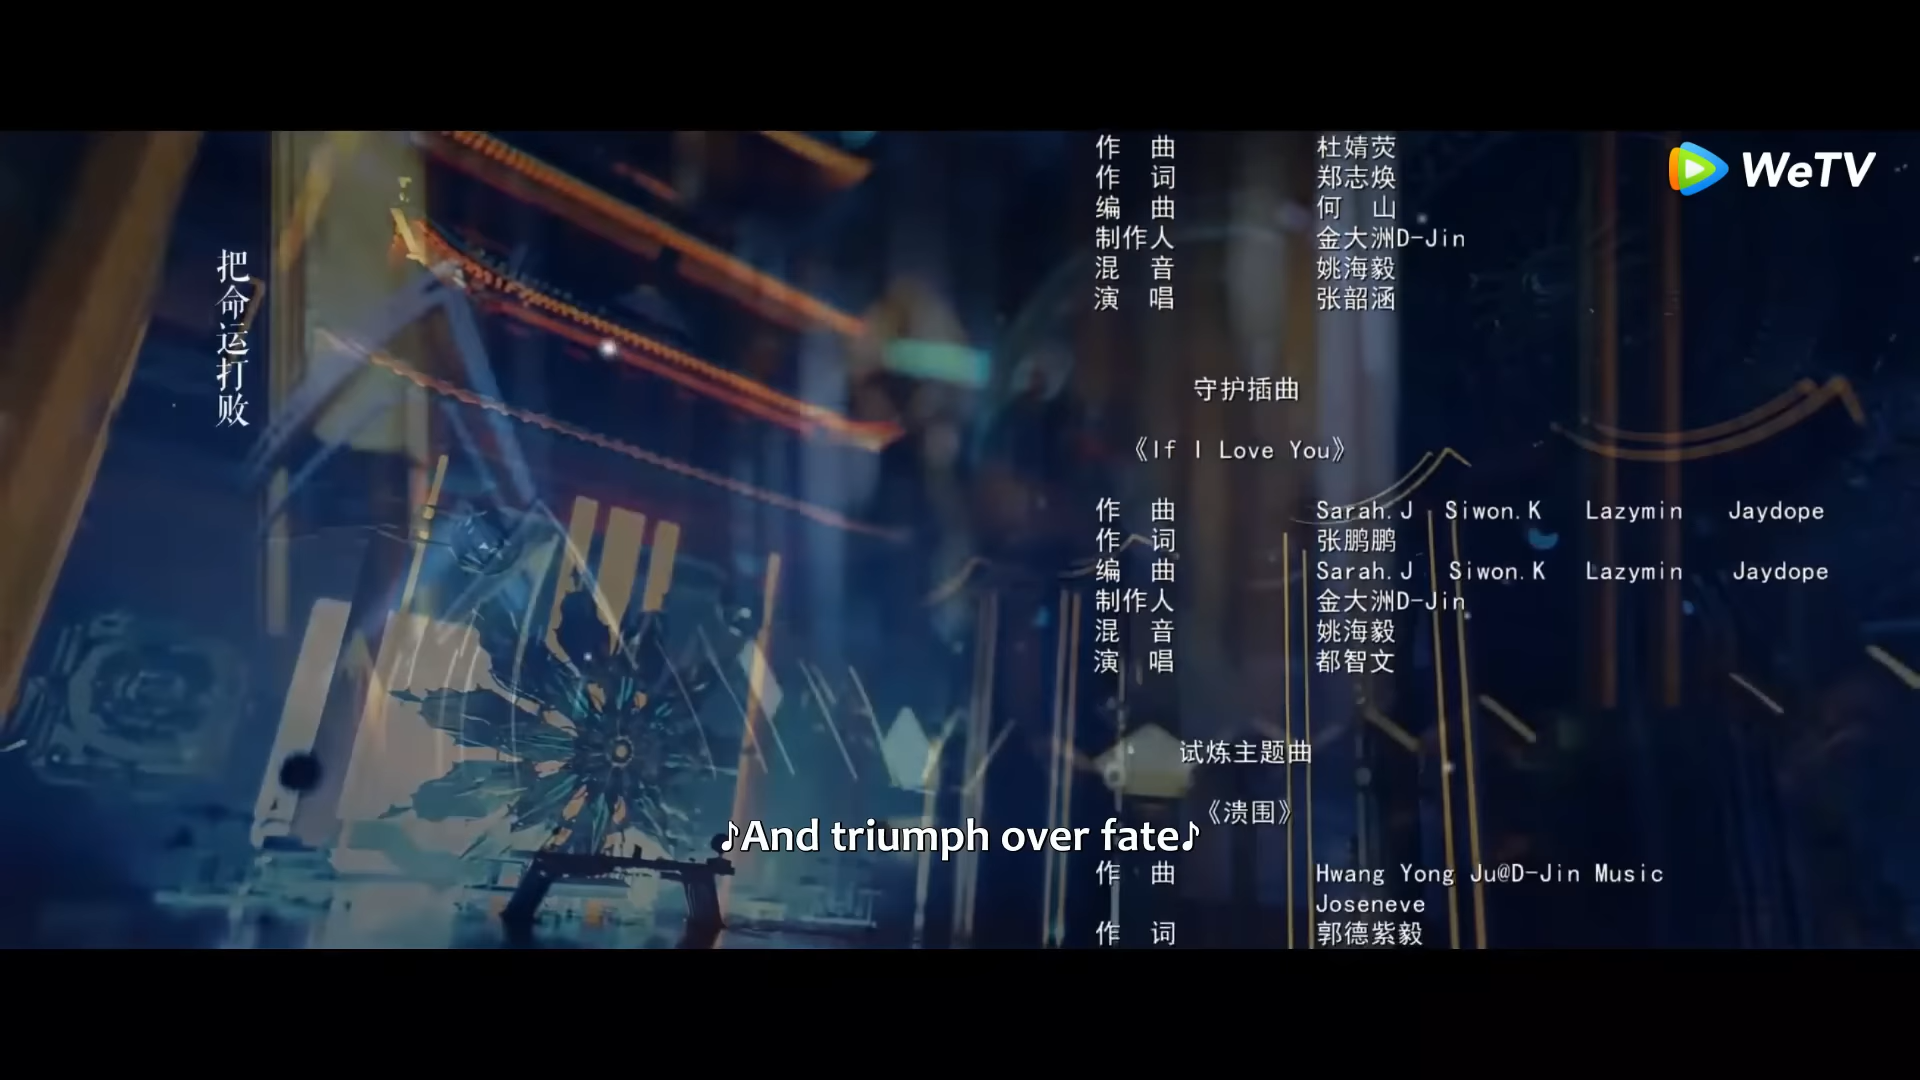 WeTV
把命运打败
作 曲 杜婧荧
作 词 郑志焕
编 曲 何 山
制作人 金大洲D-Jin
混 音 姚海毅
演 唱 张韶涵
守护插曲
《If I Love You》
作 曲 Sarah.J Siwon.K Lazymin Jaydope
作 词 张鹏鹏
编 曲 Sarah.J Siwon.K Lazymin Jaydope
制作人 金大洲D-Jin
混 音 姚海毅
演 唱 都智文
试炼主题曲
《溃围》
♪And triumph over fate♪
作 曲 Hwang Yong Ju@D-Jin Music
Joseneve
作 词 郭德紫毅